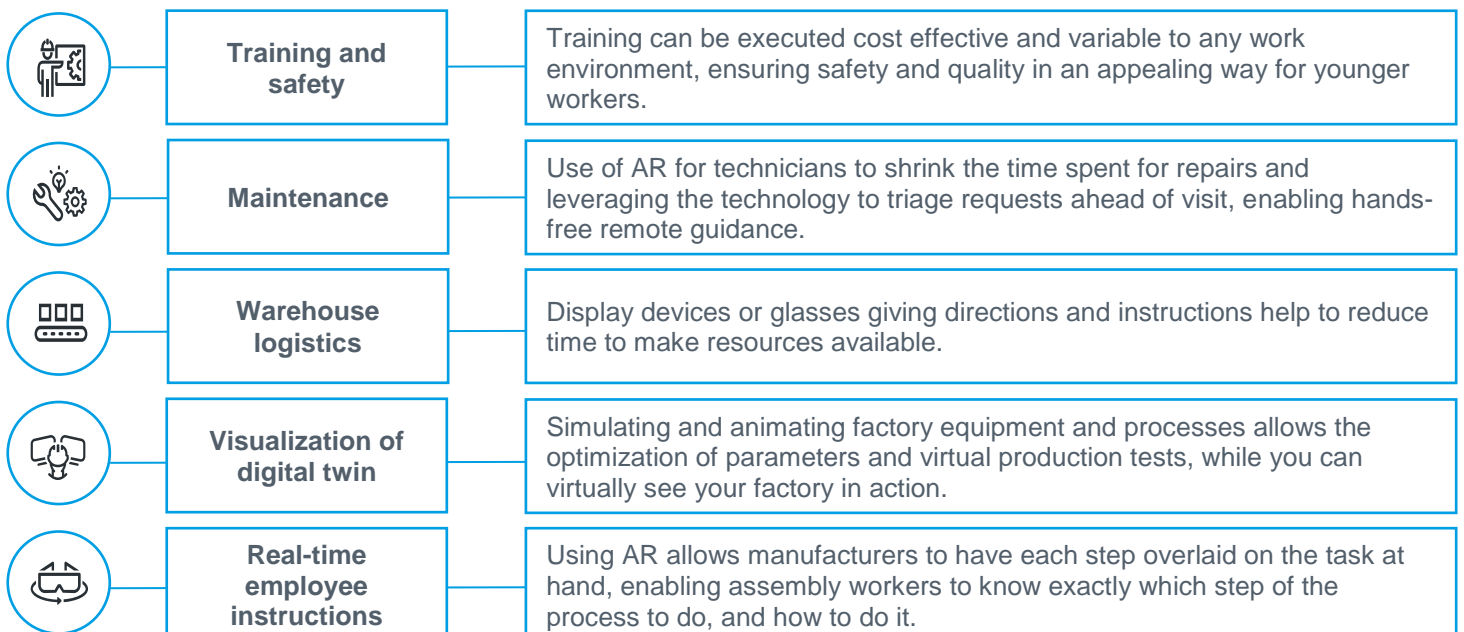 Training and
safety
Training can be executed cost effective and variable to any work
environment, ensuring safety and quality in an appealing way for younger
workers.
Maintenance
Use of AR for technicians to shrink the time spent for repairs and
leveraging the technology to triage requests ahead of visit, enabling hands-
free remote guidance.
Warehouse
logistics
Display devices or glasses giving directions and instructions help to reduce
time to make resources available.
Visualization of
digital twin
Simulating and animating factory equipment and processes allows the
optimization of parameters and virtual production tests, while you can
virtually see your factory in action.
Real-time
employee
instructions
Using AR allows manufacturers to have each step overlaid on the task at
hand, enabling assembly workers to know exactly which step of the
process to do, and how to do it.